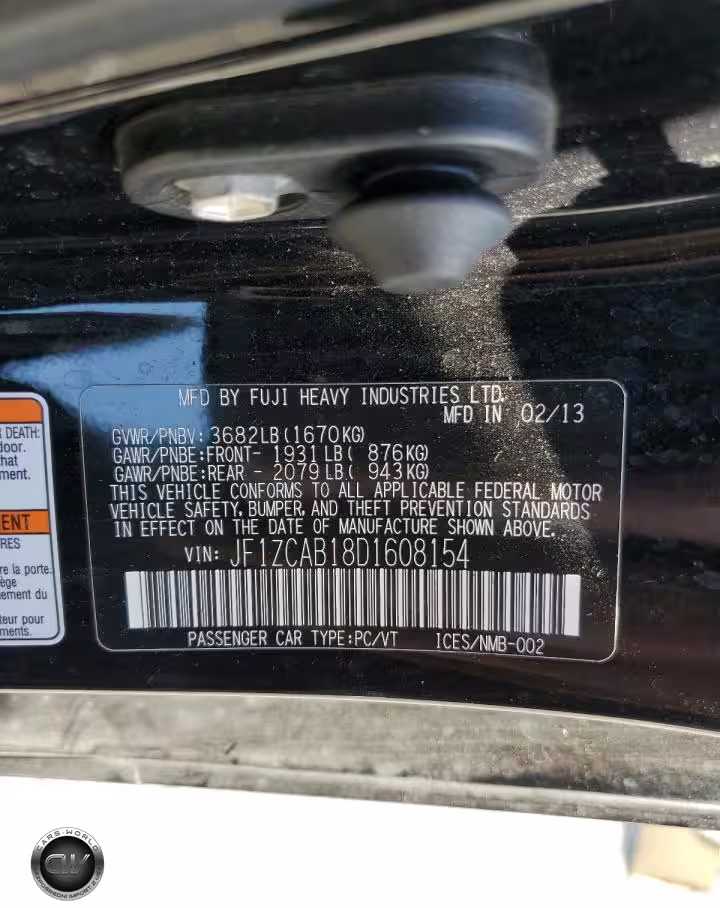 MFD BY FUJI HEAVY INDUSTRIES LTD.
MFD IN 02/13
GVWR/PNBV: 3682LB(1670KG)
GAWR/PNBE:FRONT- 1931LB( 876KG)
GAWR/PNBE:REAR - 2079LB( 943KG)
THIS VEHICLE CONFORMS TO ALL APPLICABLE FEDERAL MOTOR
VEHICLE SAFETY, BUMPER, AND THEFT PREVENTION STANDARDS
IN EFFECT ON THE DATE OF MANUFACTURE SHOWN ABOVE.
VIN: JF1ZCAB18D1608154
PASSENGER CAR TYPE:PC/VT ICES/NMB-002
DEATH:
door.
that
ment.
ENT
RES
re la porte.
iège
ement du
teur pour
ments.
CARS-WORLD
CW